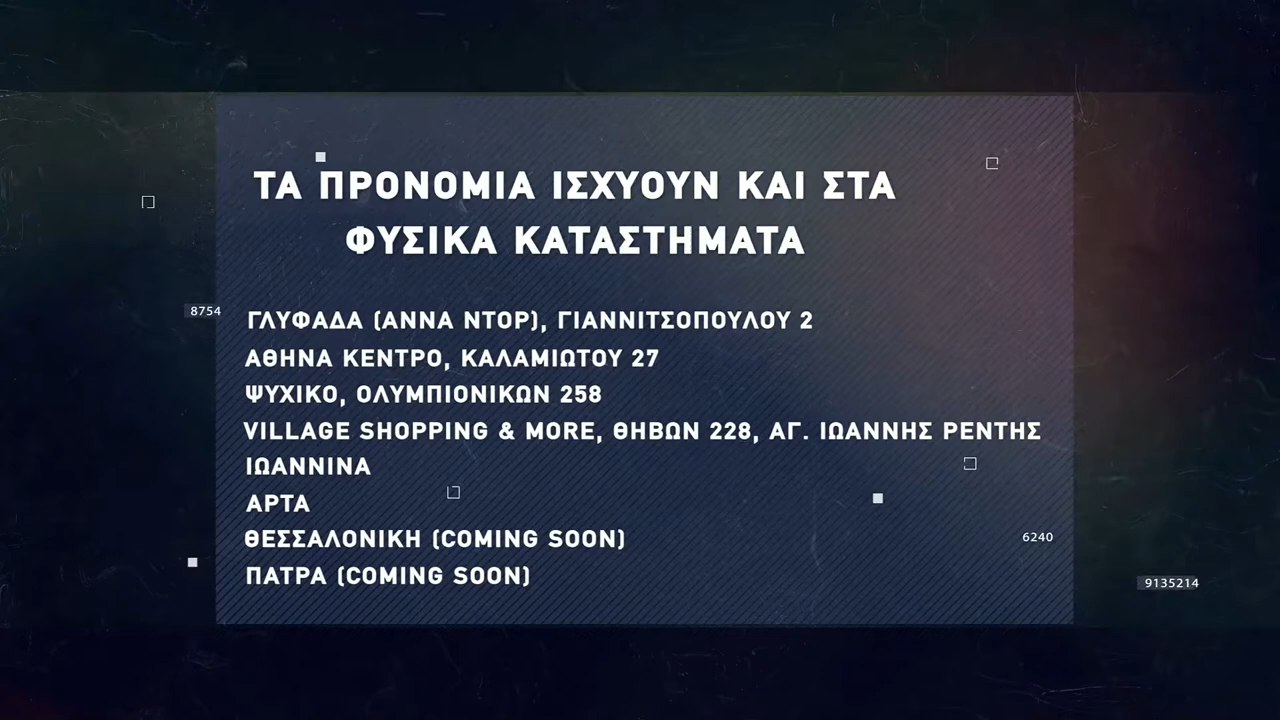 ΤΑ ΠΡΟΝΟΜΙΑ ΙΣΧΥΟΥΝ ΚΑΙ ΣΤΑ
ΦΥΣΙΚΑ ΚΑΤΑΣΤΗΜΑΤΑ
8754
ΓΛΥΦΑΔΑ (ΑΝΝΑ ΝΤΟΡ), ΓΙΑΝΝΙΤΣΟΠΟΥΛΟΥ 2
ΑΘΗΝΑ ΚΕΝΤΡΟ, ΚΑΛΑΜΙΩΤΟΥ 27
ΨΥΧΙΚΟ, ΟΛΥΜΠΙΟΝΙΚΩΝ 258
VILLAGE SHOPPING & MORE, ΘΗΒΩΝ 228, ΑΓ. ΙΩΑΝΝΗΣ ΡΕΝΤΗΣ
ΙΩΑΝΝΙΝΑ
ΑΡΤΑ
ΘΕΣΣΑΛΟΝΙΚΗ (COMING SOON)
6240
ΠΑΤΡΑ (COMING SOON)
9135214